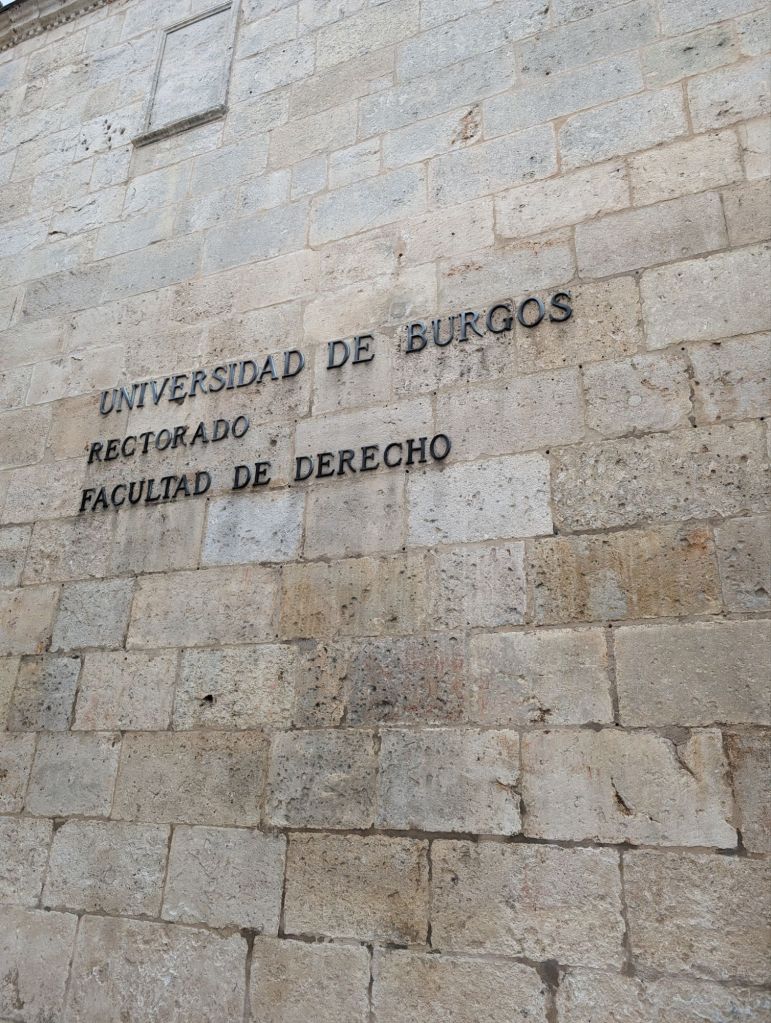 UNIVERSIDAD DE BURGOS
RECTORADO
FACULTAD DE DERECHO